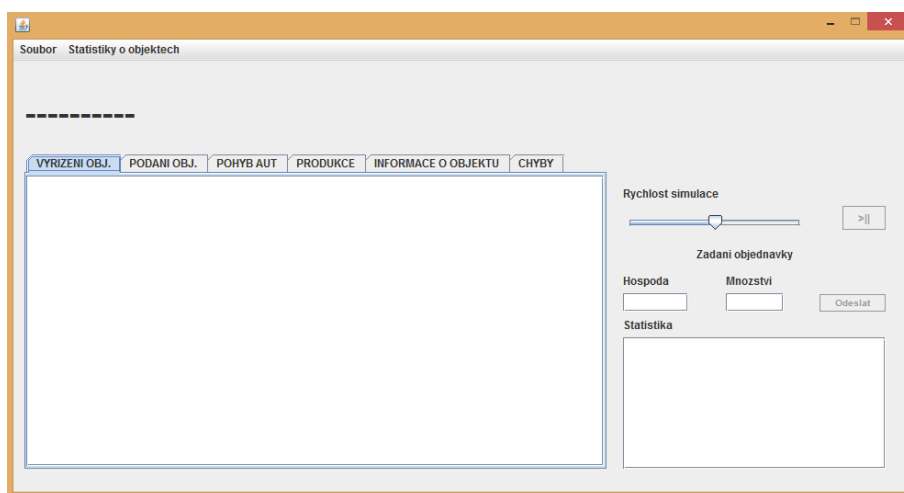 Soubor Statistiky o objektech
----------
VYRIZENI OBJ. PODANI OBJ. POHYB AUT PRODUKCE INFORMACE O OBJEKTU CHYBY
Rychlost simulace
>||
Zadani objednavky
Hospoda Mnozstvi
Odeslat
Statistika